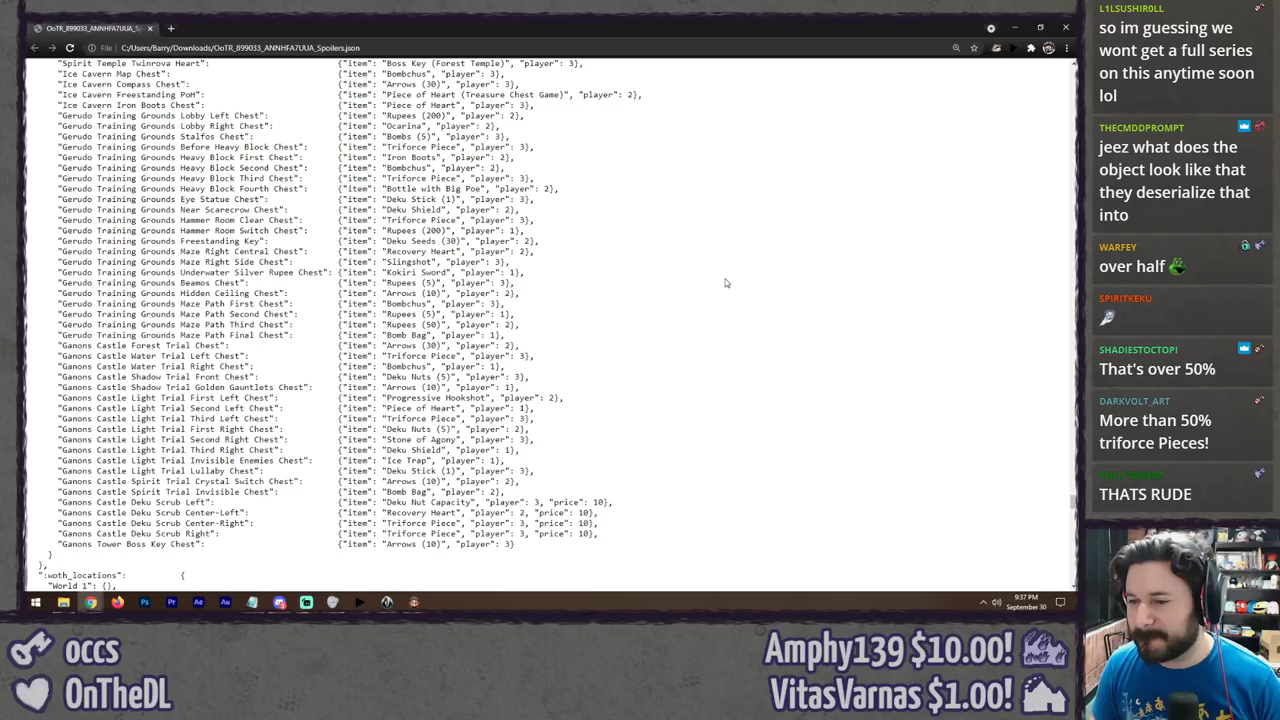 OoTR_899033_ANNHFA7UUA_Sp
File | C:/Users/Barry/Downloads/OoTR_899033_ANNHFA7UUA_Spoilers.json
"Spirit Temple Twinrova Heart": {"item": "Boss Key (Forest Temple)", "player": 3},
"Ice Cavern Map Chest": {"item": "Bombchus", "player": 3},
"Ice Cavern Compass Chest": {"item": "Arrows (30)", "player": 3},
"Ice Cavern Freestanding PoH": {"item": "Piece of Heart (Treasure Chest Game)", "player": 2},
"Ice Cavern Iron Boots Chest": {"item": "Piece of Heart", "player": 3},
"Gerudo Training Grounds Lobby Left Chest": {"item": "Rupees (200)", "player": 2},
"Gerudo Training Grounds Lobby Right Chest": {"item": "Ocarina", "player": 2},
"Gerudo Training Grounds Stalfos Chest": {"item": "Bombs (5)", "player": 3},
"Gerudo Training Grounds Before Heavy Block Chest": {"item": "Triforce Piece", "player": 3},
"Gerudo Training Grounds Heavy Block First Chest": {"item": "Iron Boots", "player": 2},
"Gerudo Training Grounds Heavy Block Second Chest": {"item": "Bombchus", "player": 2},
"Gerudo Training Grounds Heavy Block Third Chest": {"item": "Triforce Piece", "player": 3},
"Gerudo Training Grounds Heavy Block Fourth Chest": {"item": "Bottle with Big Poe", "player": 2},
"Gerudo Training Grounds Eye Statue Chest": {"item": "Deku Stick (1)", "player": 3},
"Gerudo Training Grounds Near Scarecrow Chest": {"item": "Deku Shield", "player": 2},
"Gerudo Training Grounds Hammer Room Clear Chest": {"item": "Triforce Piece", "player": 3},
"Gerudo Training Grounds Hammer Room Switch Chest": {"item": "Rupees (200)", "player": 1},
"Gerudo Training Grounds Freestanding Key": {"item": "Deku Seeds (30)", "player": 2},
"Gerudo Training Grounds Maze Right Central Chest": {"item": "Recovery Heart", "player": 2},
"Gerudo Training Grounds Maze Right Side Chest": {"item": "Slingshot", "player": 3},
"Gerudo Training Grounds Underwater Silver Rupee Chest": {"item": "Kokiri Sword", "player": 1},
"Gerudo Training Grounds Beamos Chest": {"item": "Rupees (5)", "player": 3},
"Gerudo Training Grounds Hidden Ceiling Chest": {"item": "Arrows (10)", "player": 2},
"Gerudo Training Grounds Maze Path First Chest": {"item": "Bombchus", "player": 3},
"Gerudo Training Grounds Maze Path Second Chest": {"item": "Rupees (5)", "player": 1},
"Gerudo Training Grounds Maze Path Third Chest": {"item": "Rupees (50)", "player": 2},
"Gerudo Training Grounds Maze Path Final Chest": {"item": "Bomb Bag", "player": 1},
"Ganons Castle Forest Trial Chest": {"item": "Arrows (30)", "player": 2},
"Ganons Castle Water Trial Left Chest": {"item": "Triforce Piece", "player": 3},
"Ganons Castle Water Trial Right Chest": {"item": "Bombchus", "player": 1},
"Ganons Castle Shadow Trial Front Chest": {"item": "Deku Nuts (5)", "player": 3},
"Ganons Castle Shadow Trial Golden Gauntlets Chest": {"item": "Arrows (10)", "player": 1},
"Ganons Castle Light Trial First Left Chest": {"item": "Progressive Hookshot", "player": 2},
"Ganons Castle Light Trial Second Left Chest": {"item": "Piece of Heart", "player": 1},
"Ganons Castle Light Trial Third Left Chest": {"item": "Triforce Piece", "player": 3},
"Ganons Castle Light Trial First Right Chest": {"item": "Deku Nuts (5)", "player": 2},
"Ganons Castle Light Trial Second Right Chest": {"item": "Stone of Agony", "player": 3},
"Ganons Castle Light Trial Third Right Chest": {"item": "Deku Shield", "player": 1},
"Ganons Castle Light Trial Invisible Enemies Chest": {"item": "Ice Trap", "player": 1},
"Ganons Castle Light Trial Lullaby Chest": {"item": "Deku Stick (1)", "player": 3},
"Ganons Castle Spirit Trial Crystal Switch Chest": {"item": "Arrows (10)", "player": 2},
"Ganons Castle Spirit Trial Invisible Chest": {"item": "Bomb Bag", "player": 2},
"Ganons Castle Deku Scrub Left": {"item": "Deku Nut Capacity", "player": 3, "price": 10},
"Ganons Castle Deku Scrub Center-Left": {"item": "Recovery Heart", "player": 2, "price": 10},
"Ganons Castle Deku Scrub Center-Right": {"item": "Triforce Piece", "player": 3, "price": 10},
"Ganons Castle Deku Scrub Right": {"item": "Triforce Piece", "player": 3, "price": 10},
"Ganons Tower Boss Key Chest": {"item": "Arrows (10)", "player": 3}
}
},
":woth_locations": {
"World 1": {},
9:37 PM
September 30
L1LSUSHIR0LL
so im guessing we
wont get a full series
on this anytime soon
lol
THECMDDPROMPT
jeez what does the
object look like that
they deserialize that
into
WARFEY
over half
SPIRITKEKU
SHADIESTOCTOPI
That's over 50%
DARKVOLT_ART
More than 50%
triforce Pieces!
THATS RUDE
occs
OnTheDL
Amphy139 $10.00!
VitasVarnas $1.00!